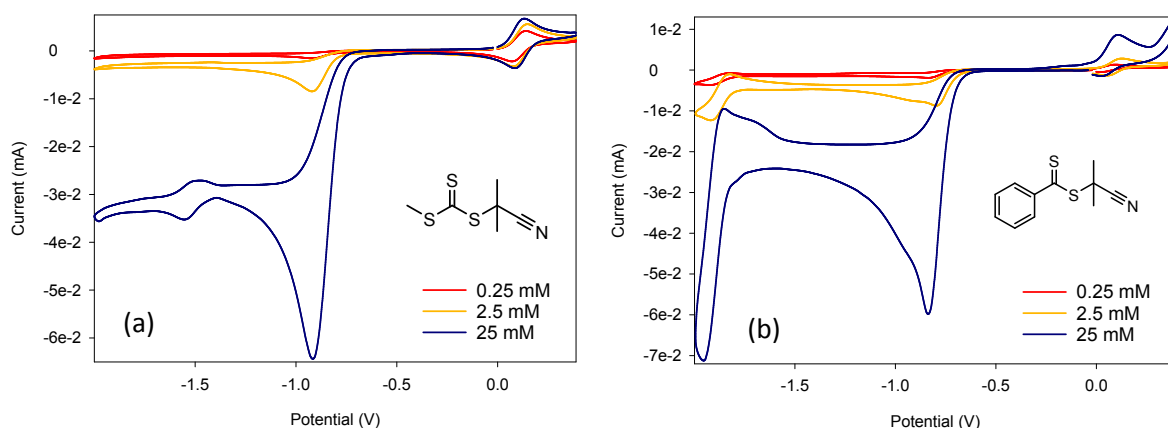 0
-1e-2
-2e-2
-3e-2
-4e-2
-5e-2
-6e-2
Current (mA)
-1.5
-1.0
-0.5
0.0
Potential (V)
(a)
S
S
S
N
0.25 mM
2.5 mM
25 mM
1e-2
0
-1e-2
-2e-2
-3e-2
-4e-2
-5e-2
-6e-2
-7e-2
Current (mA)
-1.5
-1.0
-0.5
0.0
Potential (V)
(b)
S
S
N
0.25 mM
2.5 mM
25 mM